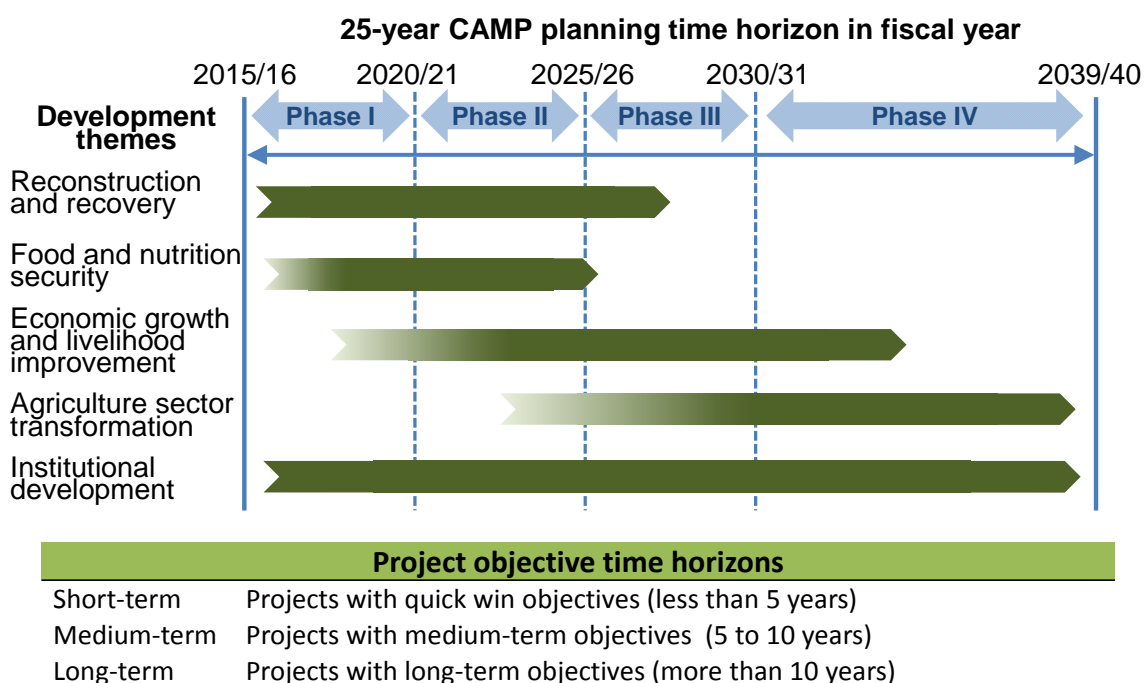 25-year CAMP planning time horizon in fiscal year
2015/16 2020/21 2025/26 2030/31 2039/40
Development
themes
Phase I Phase II Phase III Phase IV
Reconstruction
and recovery
Food and nutrition
security
Economic growth
and livelihood
improvement
Agriculture sector
transformation
Institutional
development
Project objective time horizons
Short-term Projects with quick win objectives (less than 5 years)
Medium-term Projects with medium-term objectives (5 to 10 years)
Long-term Projects with long-term objectives (more than 10 years)